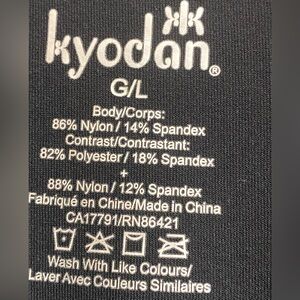 kyodan®
G/L
Body/Corps:
86% Nylon / 14% Spandex
Contrast/Contrastant:
82% Polyester / 18% Spandex
+
88% Nylon / 12% Spandex
Fabriqué en Chine/Made in China
CA17791/RN86421
Wash With Like Colours/
Laver Avec Couleurs Similaires